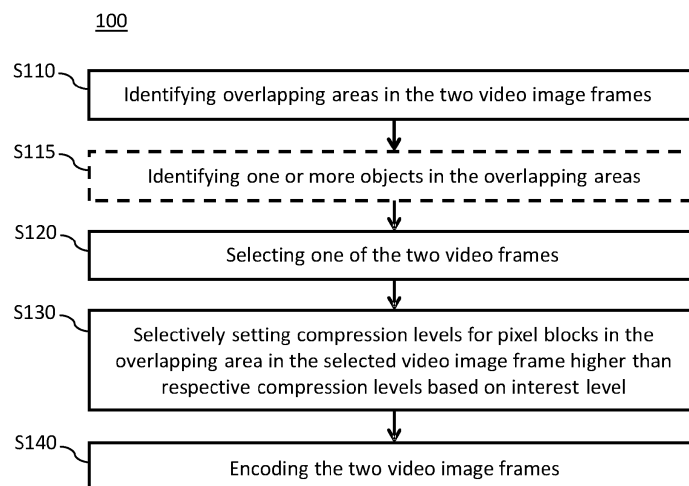 100
S110
Identifying overlapping areas in the two video image frames
S115
Identifying one or more objects in the overlapping areas
S120
Selecting one of the two video frames
S130
Selectively setting compression levels for pixel blocks in the
overlapping area in the selected video image frame higher than
respective compression levels based on interest level
S140
Encoding the two video image frames